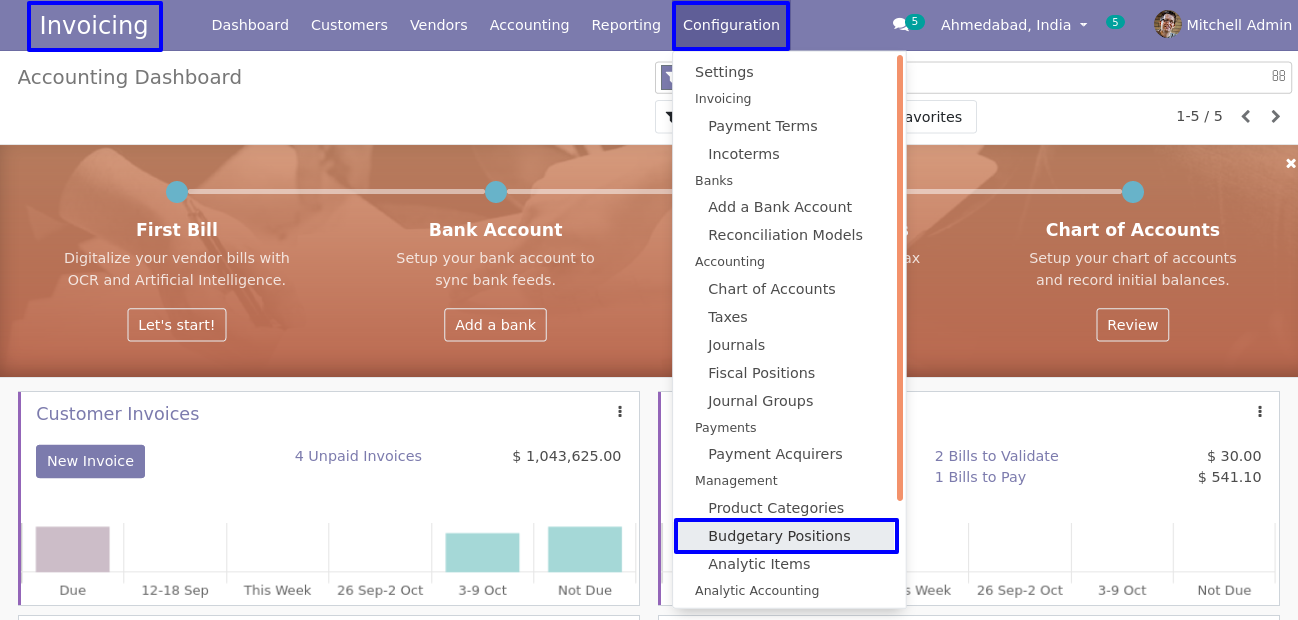 Invoicing Dashboard Customers Vendors Accounting Reporting Configuration 5 Ahmedabad, India 5 Mitchell Admin
Accounting Dashboard
avorites
1-5 / 5
Settings
Invoicing
Payment Terms
Incoterms
Banks
Add a Bank Account
Reconciliation Models
Accounting
Chart of Accounts
Taxes
Journals
Fiscal Positions
Journal Groups
Payments
Payment Acquirers
Management
Product Categories
Budgetary Positions
Analytic Items
Analytic Accounting
First Bill
Digitalize your vendor bills with
OCR and Artificial Intelligence.
Let's start!
Bank Account
Setup your bank account to
sync bank feeds.
Add a bank
ax
Chart of Accounts
Setup your chart of accounts
and record initial balances.
Review
Customer Invoices
New Invoice
4 Unpaid Invoices $ 1,043,625.00
Due 12-18 Sep This Week 26 Sep-2 Oct 3-9 Oct Not Due
2 Bills to Validate $ 30.00
1 Bills to Pay $ 541.10
s Week 26 Sep-2 Oct 3-9 Oct Not Due